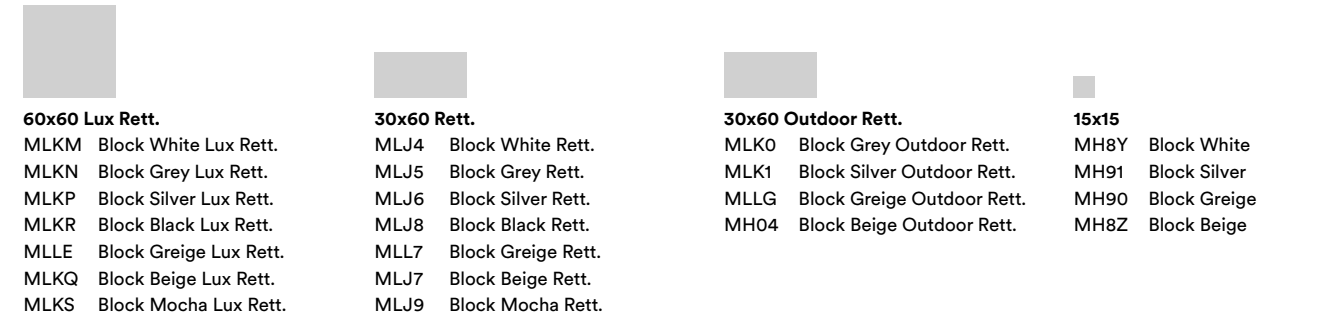 60x60 Lux Rett.
MLKM Block White Lux Rett.
MLKN Block Grey Lux Rett.
MLKP Block Silver Lux Rett.
MLKR Block Black Lux Rett.
MLLE Block Greige Lux Rett.
MLKQ Block Beige Lux Rett.
MLKS Block Mocha Lux Rett.
30x60 Rett.
MLJ4 Block White Rett.
MLJ5 Block Grey Rett.
MLJ6 Block Silver Rett.
MLJ8 Block Black Rett.
MLL7 Block Greige Rett.
MLJ7 Block Beige Rett.
MLJ9 Block Mocha Rett.
30x60 Outdoor Rett.
MLK0 Block Grey Outdoor Rett.
MLK1 Block Silver Outdoor Rett.
MLLG Block Greige Outdoor Rett.
MH04 Block Beige Outdoor Rett.
15x15
MH8Y Block White
MH91 Block Silver
MH90 Block Greige
MH8Z Block Beige